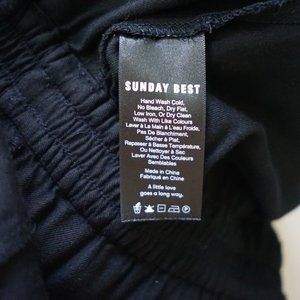 SUNDAY BEST
Hand Wash Cold,
No Bleach, Dry Flat,
Low Iron, Or Dry Clean
Wash With Like Colours
Laver À La Main À L'eau Froide,
Pas De Blanchiment,
Sécher À Plat,
Repasser À Basse Température,
Ou Nettoyer À Sec
Laver Avec Des Couleurs
Semblables
Made in China
Fabriqué en Chine
A little love
goes a long way.